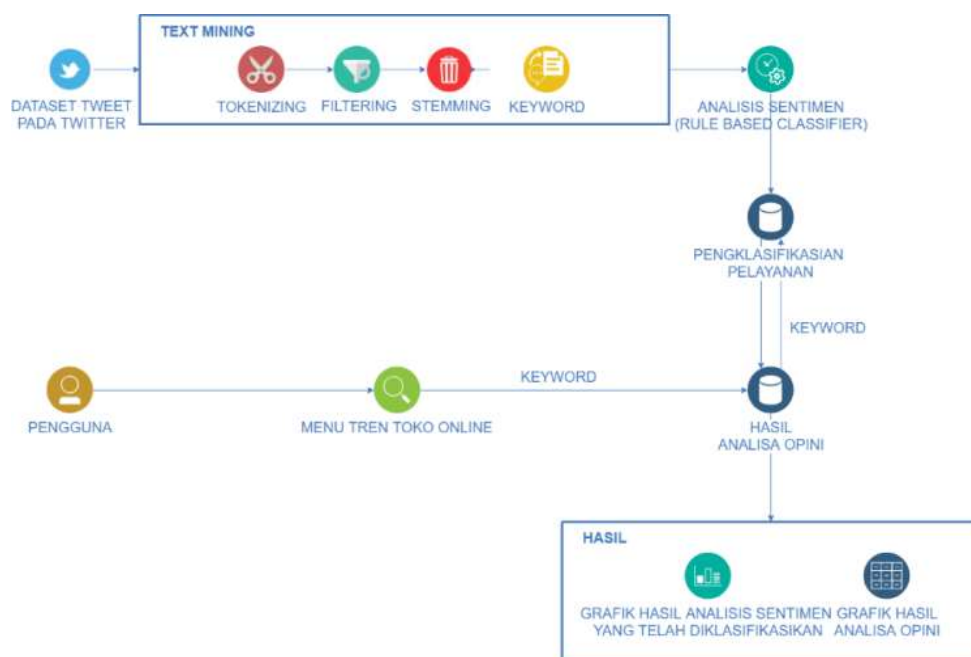 TEXT MINING
DATASET TWEET
PADA TWITTER
TOKENIZING
FILTERING
STEMMING
KEYWORD
ANALISIS SENTIMEN
(RULE BASED CLASSIFIER)
PENGKLASIFIKASIAN
PELAYANAN
KEYWORD
KEYWORD
PENGGUNA
MENU TREN TOKO ONLINE
HASIL
ANALISA OPINI
HASIL
GRAFIK HASIL ANALISIS SENTIMEN
YANG TELAH DIKLASIFIKASIKAN
GRAFIK HASIL
ANALISA OPINI